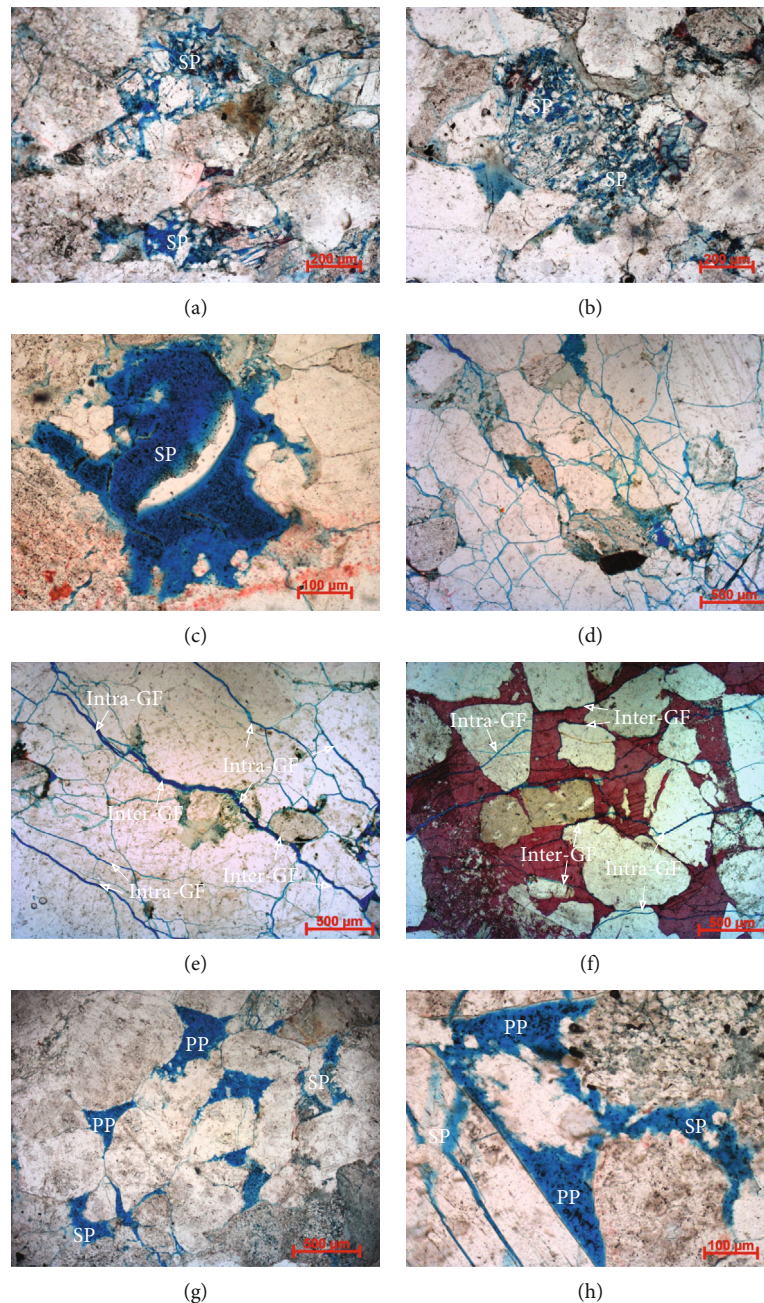 SP
SP
200 µm
(a)
SP
SP
200 µm
(b)
SP
100 µm
(c)
500 µm
(d)
Intra-GF
Intra-GF
Inter-GF
Intra-GF
Inter-GF
500 µm
(e)
Intra-GF
Inter-GF
Inter-GF
Intra-GF
500 µm
(f)
PP
SP
PP
SP
500 µm
(g)
PP
SP
SP
PP
100 µm
(h)